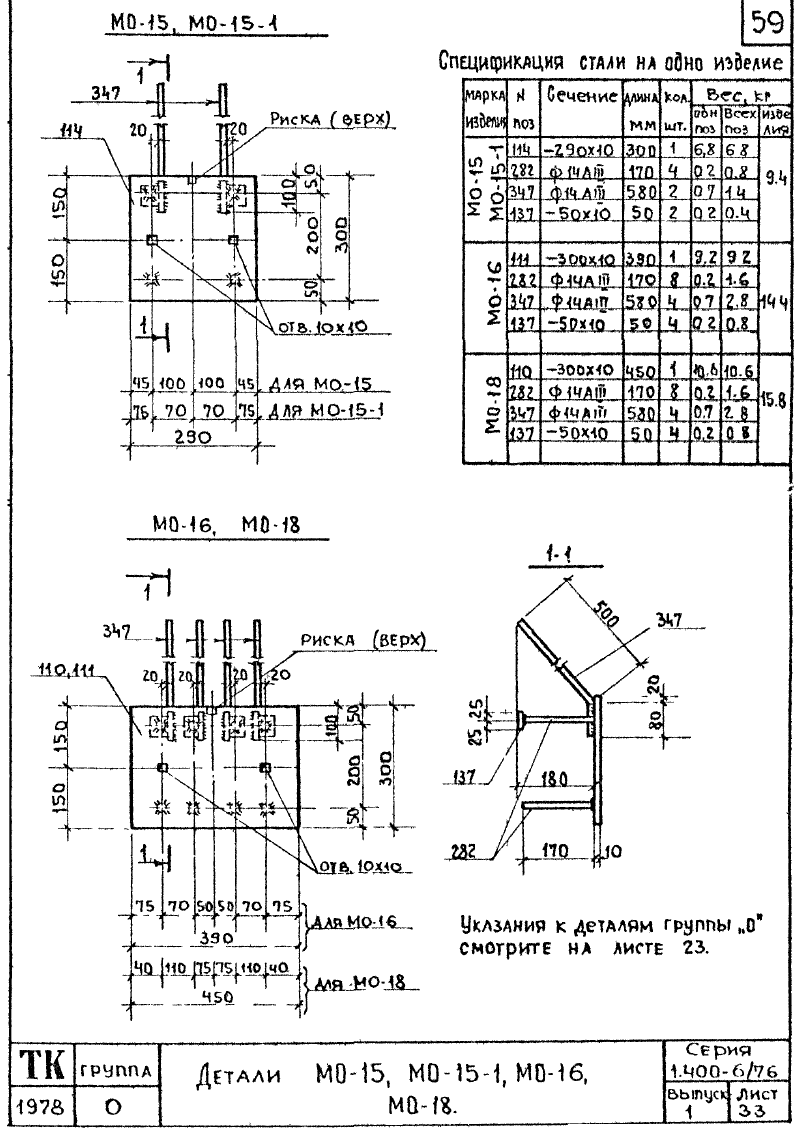 59
МО-15, МО-15-1
1
347
20
20
Риска (верх)
114
150
150
100
50
200
50
300
1
отв. 10х10
45 100 100 45 для МО-15
75 70 70 75 для МО-15-1
290
Спецификация стали на одно изделие
Марка изделия N поз Сечение длина мм кол. шт. Вес, кг
одн поз Всех поз изделия
МО-15 МО-15-1
114 -290х10 300 1 6,8 6 8
282 ф14АIII 170 4 0 2 0.8
347 ф14АIII 580 2 0 7 1.4
137 -50х10 50 2 0.2 0.4
9.4
МО-16
111 -300х10 390 1 9,2 9 2
282 ф14АIII 170 8 0.2 1.6
347 ф14АIII 580 4 0.7 2.8
137 -50х10 50 4 0 2 0.8
14 4
МО-18
110 -300х10 450 1 10.6 10.6
282 ф14АIII 170 8 0.2 1.6
347 ф14АIII 580 4 0.7 2 8
137 -50х10 50 4 0.2 0 8
15.8
МО-16, МО-18
1
347
20 20 20 20
Риска (верх)
110,111
150
150
100
50
200
50
300
1
отв. 10х10
75 70 50 50 70 75 для МО-16
390
40 110 75 75 110 40 для МО-18
450
1-1
500
347
20
80
25
25
137
180
282
170
10
Укзания к деталям группы „О"
смотрите на листе 23.
ТК
группа
1978
О
Детали МО-15, МО-15-1, МО-16,
МО-18.
Серия
1.400-6/76
Выпуск
1
Лист
33